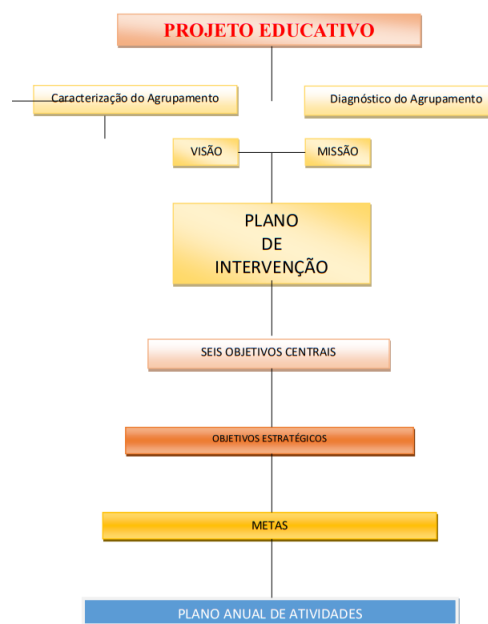 PROJETO EDUCATIVO
Caracterização do Agrupamento
Diagnóstico do Agrupamento
VISÃO
MISSÃO
PLANO
DE
INTERVENÇÃO
SEIS OBJETIVOS CENTRAIS
OBJETIVOS ESTRATÉGICOS
METAS
PLANO ANUAL DE ATIVIDADES